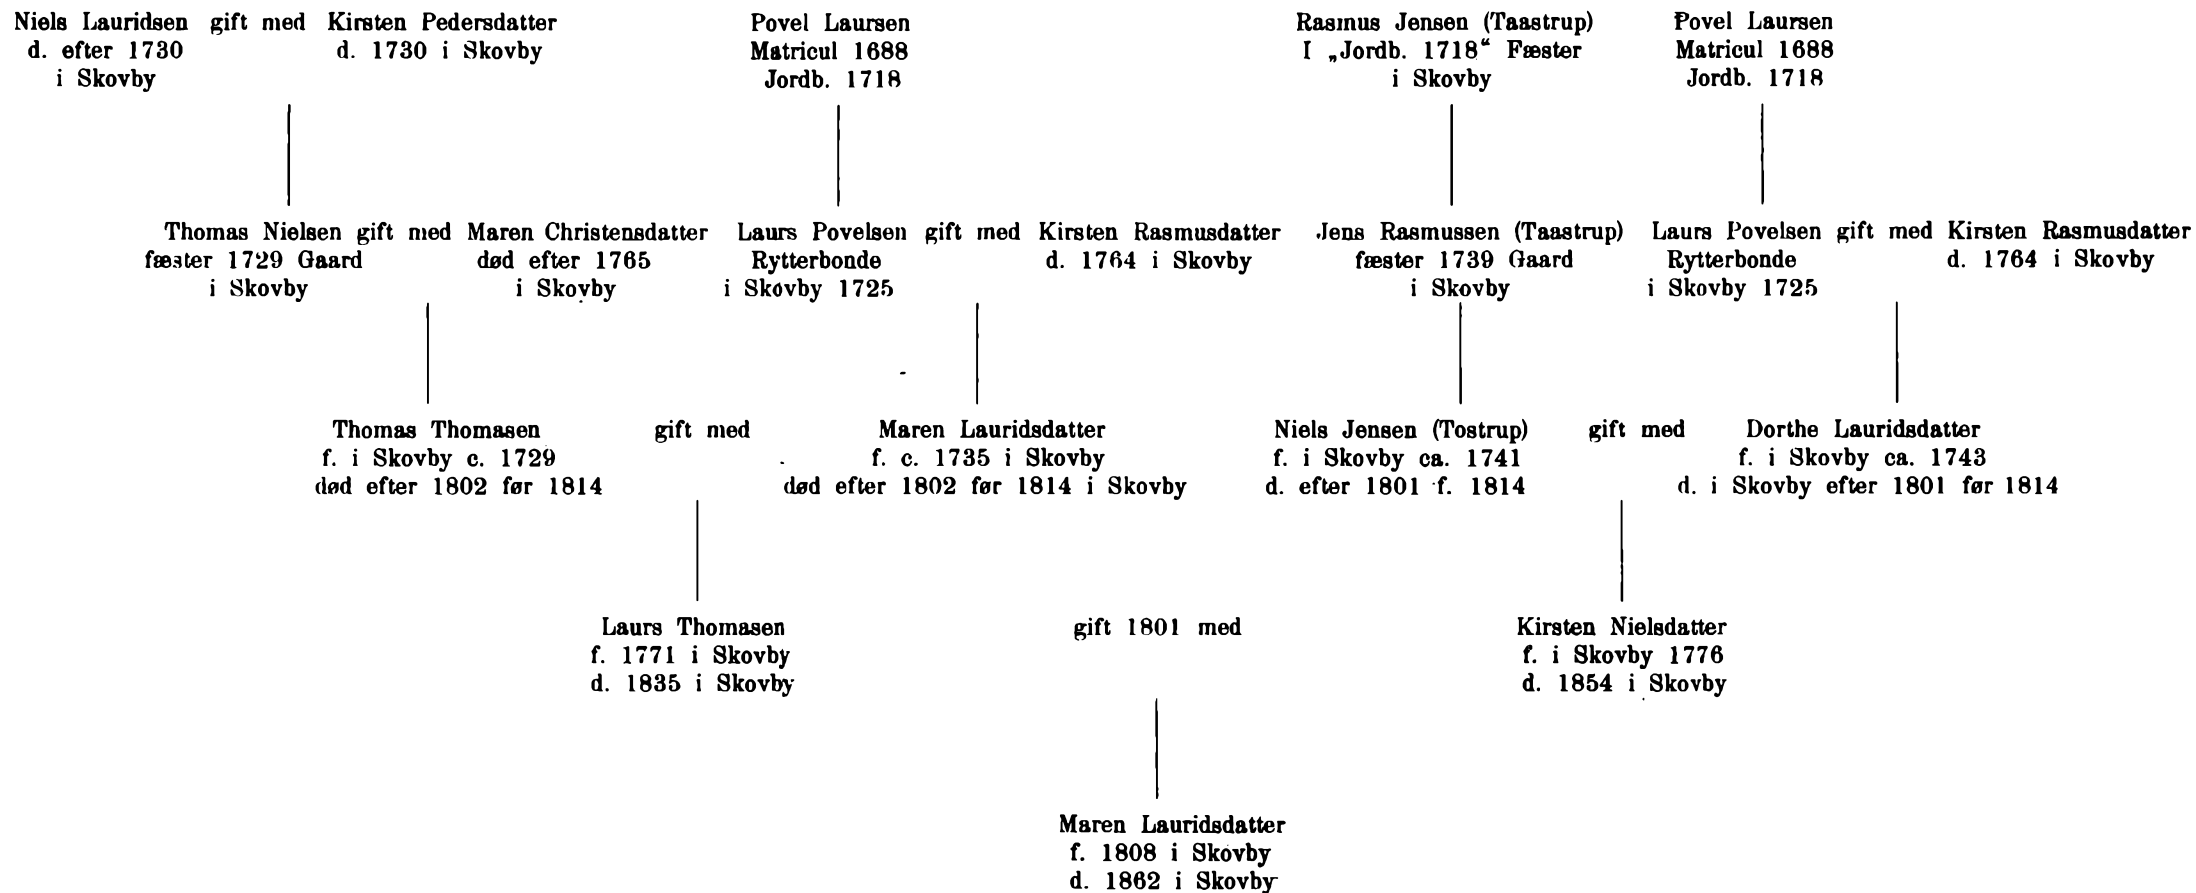 Niels Lauridsen gift med Kirsten Pedersdatter
d. efter 1730
i Skovby
d. 1730 i Skovby
Povel Laursen
Matricul 1688
Jordb. 1718
Rasmus Jensen (Taastrup)
I „Jordb. 1718“ Fæster
i Skovby
Povel Laursen
Matricul 1688
Jordb. 1718
Thomas Nielsen gift med Maren Christensdatter
fæster 1729 Gaard
i Skovby
død efter 1765
i Skovby
Laurs Povelsen gift med Kirsten Rasmusdatter
Rytterbonde
i Skovby 1725
d. 1764 i Skovby
Jens Rasmussen (Taastrup)
fæster 1739 Gaard
i Skovby
Laurs Povelsen gift med Kirsten Rasmusdatter
Rytterbonde
i Skovby 1725
d. 1764 i Skovby
Thomas Thomasen
f. i Skovby c. 1729
død efter 1802 før 1814
gift med
Maren Lauridsdatter
f. c. 1735 i Skovby
død efter 1802 før 1814 i Skovby
Niels Jensen (Tostrup)
f. i Skovby ca. 1741
d. efter 1801 f. 1814
gift med
Dorthe Lauridsdatter
f. i Skovby ca. 1743
d. i Skovby efter 1801 før 1814
Laurs Thomasen
f. 1771 i Skovby
d. 1835 i Skovby
gift 1801 med
Kirsten Nielsdatter
f. i Skovby 1776
d. 1854 i Skovby
Maren Lauridsdatter
f. 1808 i Skovby
d. 1862 i Skovby